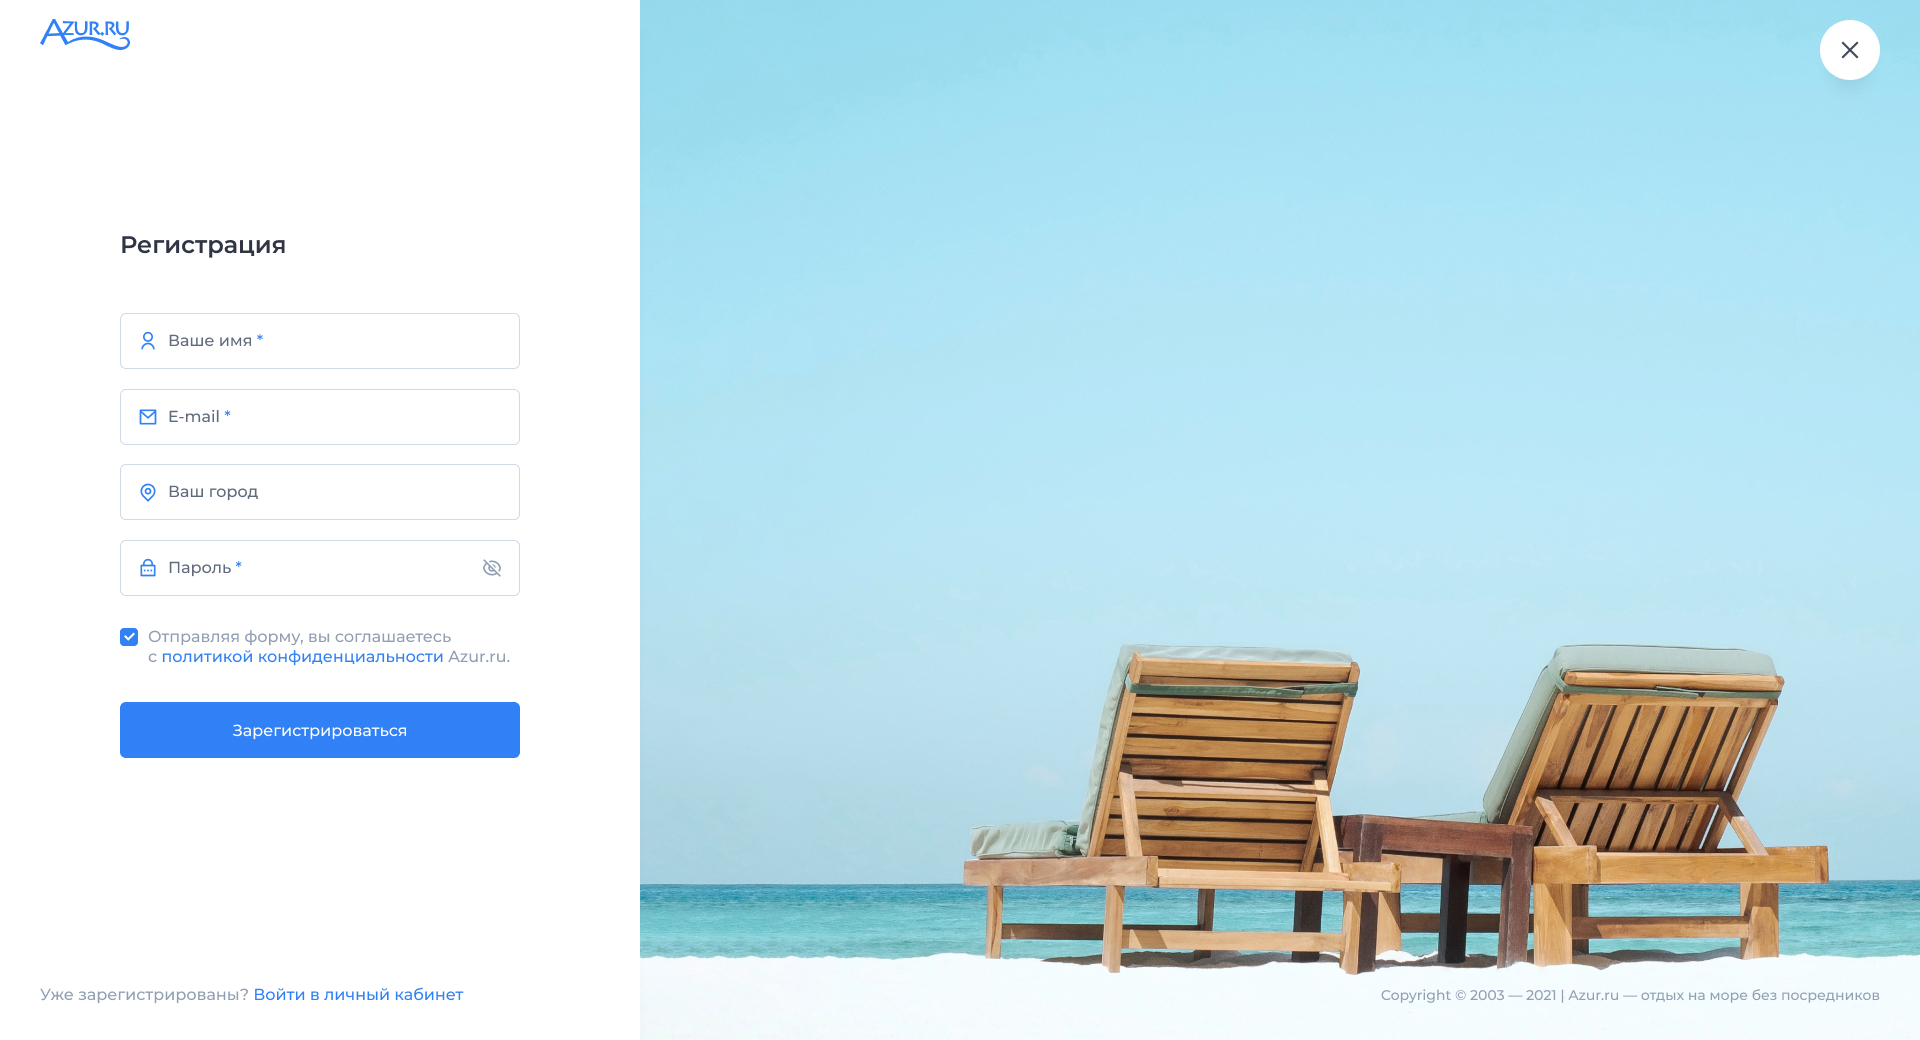 AZUR.RU
Регистрация
Ваше имя *
E-mail *
Ваш город
Пароль *
Отправляя форму, вы соглашаетесь
с политикой конфиденциальности Azur.ru.
Зарегистрироваться
Уже зарегистрированы? Войти в личный кабинет
Copyright © 2003 — 2021 | Azur.ru — отдых на море без посредников